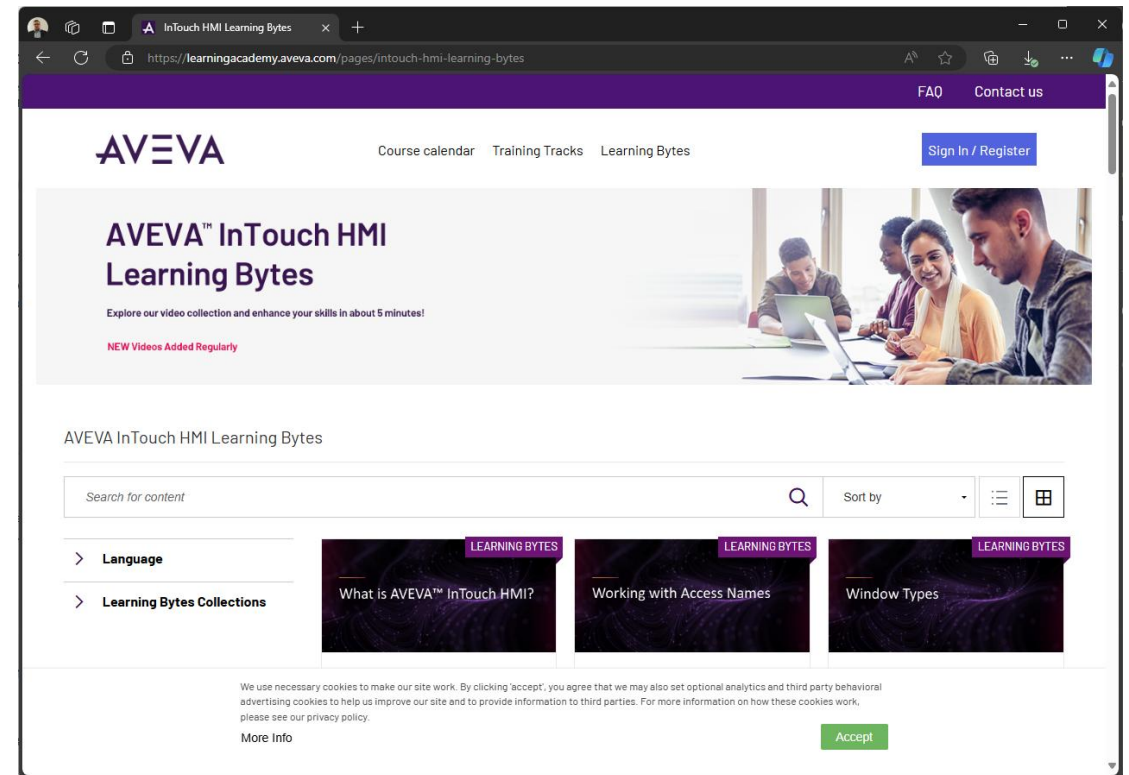 InTouch HMI Learning Bytes
https://learningacademy.aveva.com/pages/intouch-hmi-learning-bytes
FAQ Contact us
AVEVA
Course calendar Training Tracks Learning Bytes
Sign In / Register
AVEVA™ InTouch HMI
Learning Bytes
Explore our video collection and enhance your skills in about 5 minutes!
NEW Videos Added Regularly
AVEVA InTouch HMI Learning Bytes
Search for content
Sort by
Language
Learning Bytes Collections
LEARNING BYTES
What is AVEVA™ InTouch HMI?
LEARNING BYTES
Working with Access Names
LEARNING BYTES
Window Types
We use necessary cookies to make our site work. By clicking 'accept', you agree that we may also set optional analytics and third party behavioral
advertising cookies to help us improve our site and to provide information to third parties. For more information on how these cookies work,
please see our privacy policy.
More Info
Accept